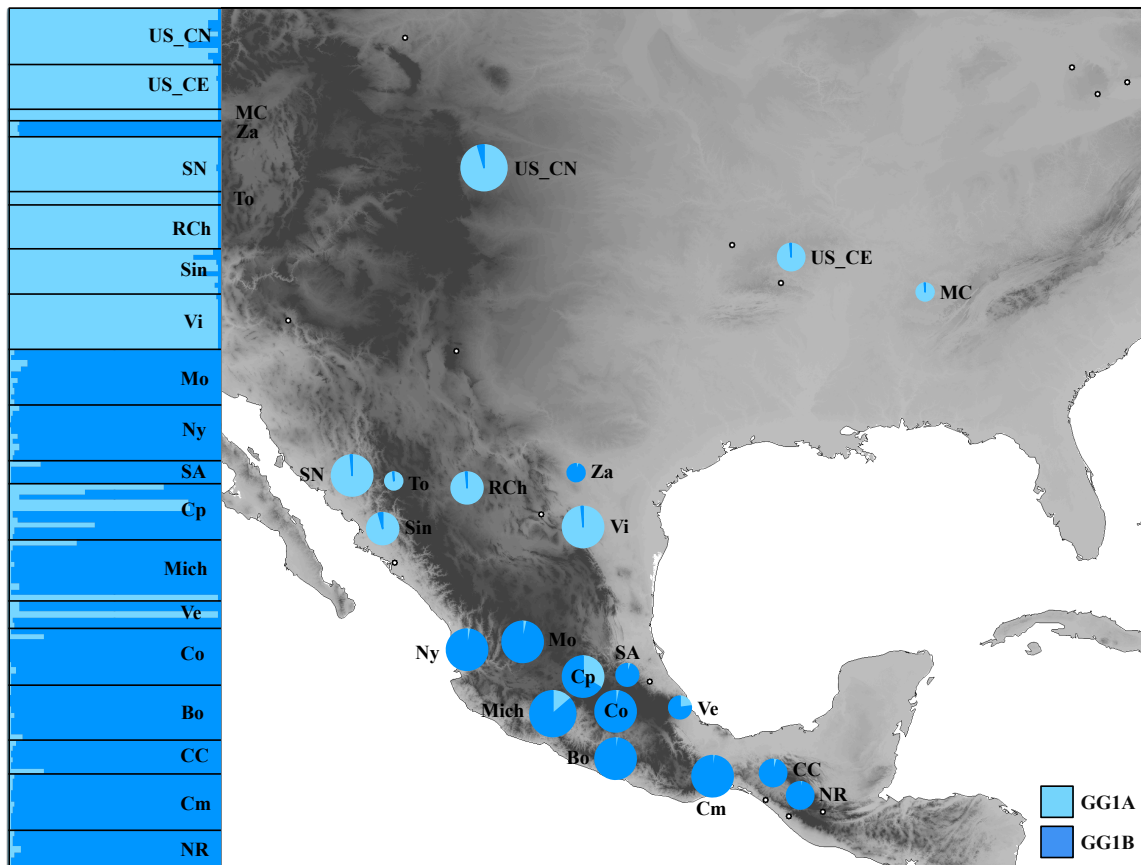 US_CN
US_CE
MC
Za
SN
To
RCh
Sin
Vi
Mo
Ny
SA
Cp
Mich
Ve
Co
Bo
CC
Cm
NR
US_CN
US_CE
MC
SN
To
RCh
Za
Sin
Vi
Ny
Mo
SA
Cp
Mich
Co
Ve
Bo
CC
Cm
NR
GG1A
GG1B